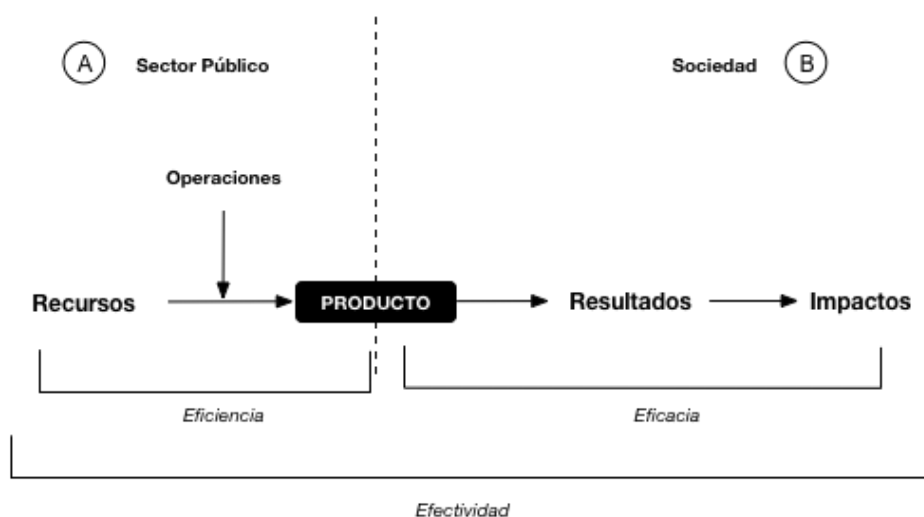 A
Sector Público
Sociedad
B
Operaciones
Recursos
PRODUCTO
Resultados
Impactos
Eficiencia
Eficacia
Efectividad